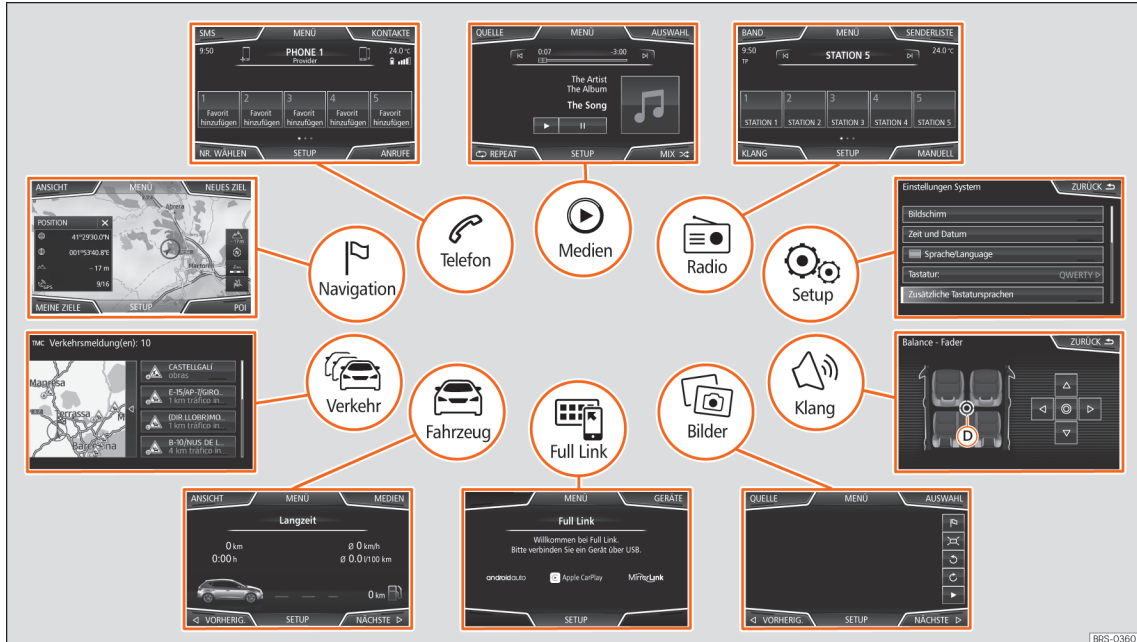 SMS MENÜ KONTAKTE
9:50 PHONE 1 24.0 °C
Provider
1 2 3 4 5
Favorit Favorit Favorit Favorit Favorit
hinzufügen hinzufügen hinzufügen hinzufügen hinzufügen
NR. WÄHLEN SETUP ANRUFE
QUELLE MENÜ AUSWAHL
0:07 -3:00
The Artist
The Album
The Song
REPEAT SETUP MIX
BAND MENÜ SENDERLISTE
9:50 STATION 5 24.0 °C
TP
1 2 3 4 5
STATION 1 STATION 2 STATION 3 STATION 4 STATION 5
KLANG SETUP MANUELL
ANSICHT MENÜ NEUES ZIEL
Abrera
POSITION
41°29'30.0"N
001°53'40.8"E
Martorell
– 17 m
GPS 9/16
MEINE ZIELE SETUP POI
Navigation
Telefon
Medien
Radio
Setup
Einstellungen System ZURÜCK
Bildschirm
Zeit und Datum
Sprache/Language
Tastatur: QWERTY
Zusätzliche Tastatursprachen
TMC Verkehrsmeldung(en): 10
Manresa
Terrassa
Barcelona
CASTELLGALÍ
obras
E-15/AP-7/GIRO...
1 km tráfico in...
(DIR.LLOBR)MO...
1 km tráfico in...
B-10/NUS DE L...
4 km tráfico in...
Verkehr
Fahrzeug
Full Link
Bilder
Klang
Balance - Fader ZURÜCK
D
ANSICHT MENÜ MEDIEN
Langzeit
0 km Ø 0 km/h
0:00 h Ø 0.0 l/100 km
0 km
VORHERIG. SETUP NÄCHSTE
MENÜ GERÄTE
Full Link
Willkommen bei Full Link.
Bitte verbinden Sie ein Gerät über USB.
androidauto Apple CarPlay MirrorLink
SETUP
QUELLE MENÜ AUSWAHL
VORHERIG. SETUP NÄCHSTE
BRS-0360